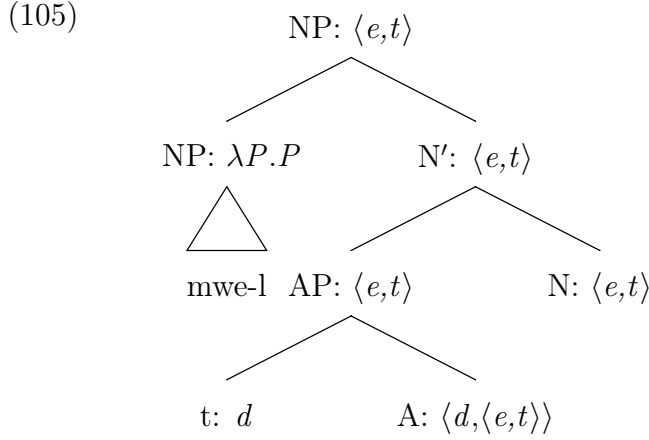 (105)
NP: ⟨e,t⟩
NP: λP.P N′: ⟨e,t⟩
mwe-l AP: ⟨e,t⟩ N: ⟨e,t⟩
t: d A: ⟨d,⟨e,t⟩⟩